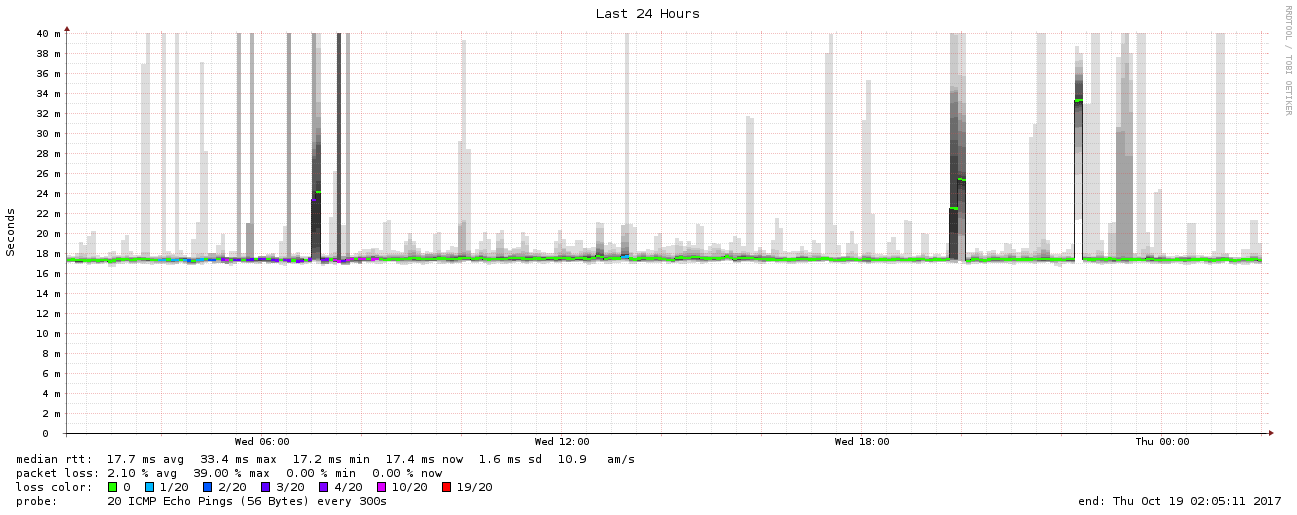 Last 24 Hours
RRDTOOL / TOBI OETIKER
Seconds
40 m
38 m
36 m
34 m
32 m
30 m
28 m
26 m
24 m
22 m
20 m
18 m
16 m
14 m
12 m
10 m
8 m
6 m
4 m
2 m
0
Wed 06:00 Wed 12:00 Wed 18:00 Thu 00:00
median rtt: 17.7 ms avg 33.4 ms max 17.2 ms min 17.4 ms now 1.6 ms sd 10.9 am/s
packet loss: 2.10 % avg 39.00 % max 0.00 % min 0.00 % now
loss color: 0 1/20 2/20 3/20 4/20 10/20 19/20
probe: 20 ICMP Echo Pings (56 Bytes) every 300s end: Thu Oct 19 02:05:11 2017